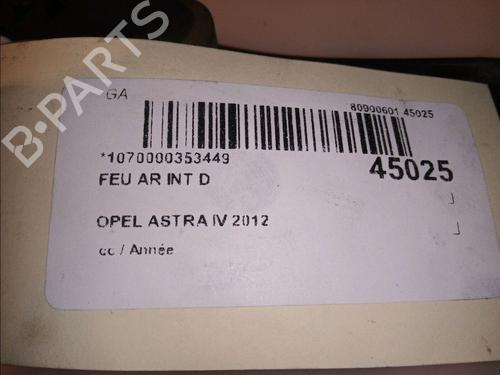 B-PARTS
GA
80900601 45025
*1070000353449
45025
FEU AR INT D
OPEL ASTRA IV 2012
cc / Année